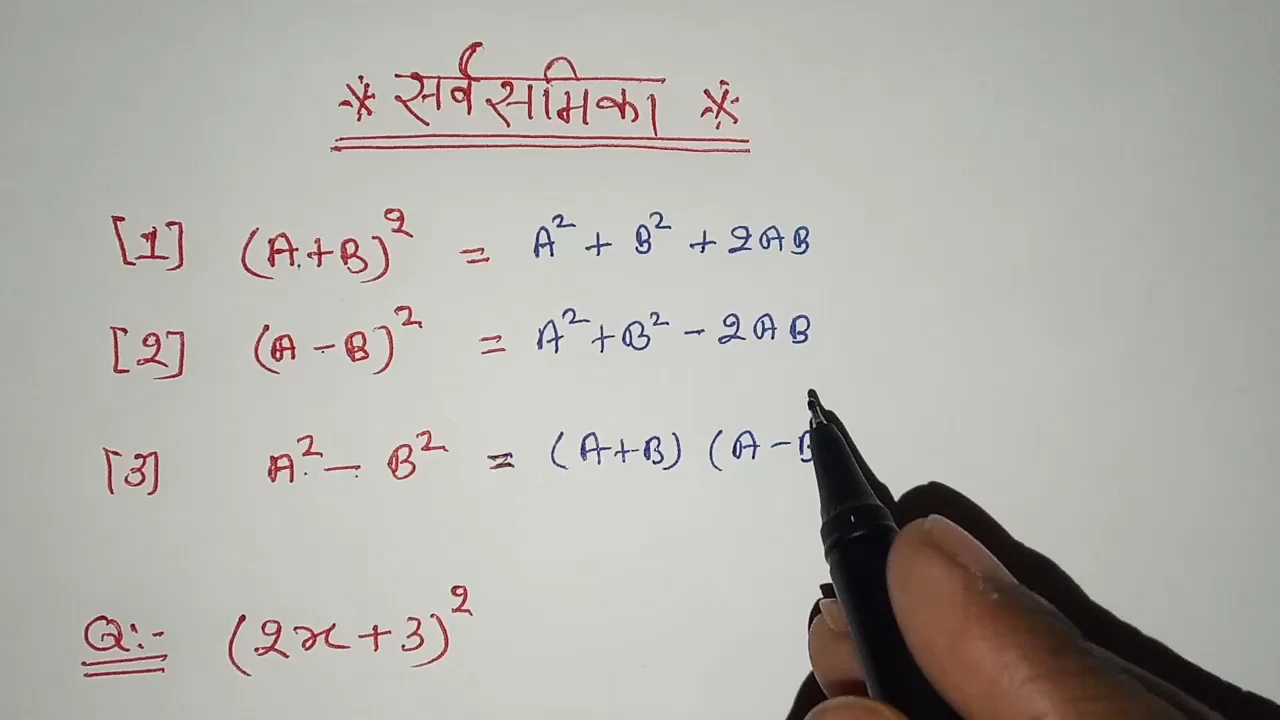 * सर्वसमिका *
[1] (A+B)² = A² + B² + 2AB
[2] (A-B)² = A² + B² - 2AB
[3] A² - B² = (A+B) (A-B
Q:- (2x+3)²